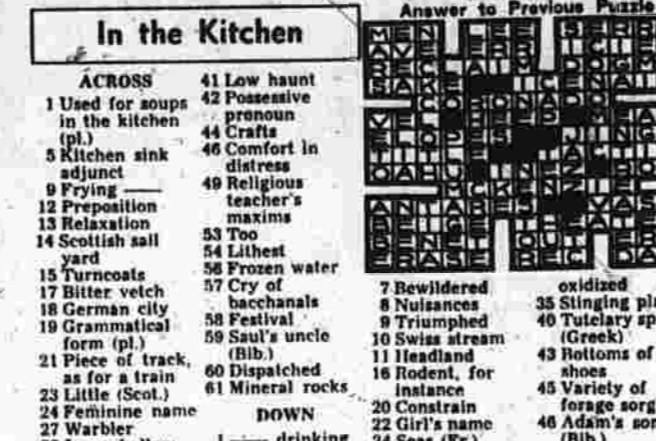 In the Kitchen
ACROSS
1 Used for soups
in the kitchen
(pl.)
5 Kitchen sink
adjunct
9 Frying ——
12 Preposition
13 Relaxation
14 Scottish sail
yard
15 Turncoats
17 Bitter vetch
18 German city
19 Grammatical
form (pl.)
21 Piece of track,
as for a train
23 Little (Scot.)
24 Feminine name
27 Warbler
41 Low haunt
42 Possessive
pronoun
44 Crafts
46 Comfort in
distress
49 Religious
teacher's
maxims
53 Too
54 Lithest
56 Frozen water
57 Cry of
bacchanals
58 Festival
59 Saul's uncle
(Bib.)
60 Dispatched
61 Mineral rocks
DOWN
drinking
Answer to Previous Puzzle
7 Bewildered
8 Nuisances
9 Triumphed
10 Swiss stream
11 Headland
16 Rodent, for
instance
20 Constrain
22 Girl's name
24 Seas (Fr.)
oxidized
35 Stinging pl
40 Tutelary sp
(Greek)
43 Bottoms of
shoes
45 Variety of
forage sorg
46 Adam's son
(Bib.)